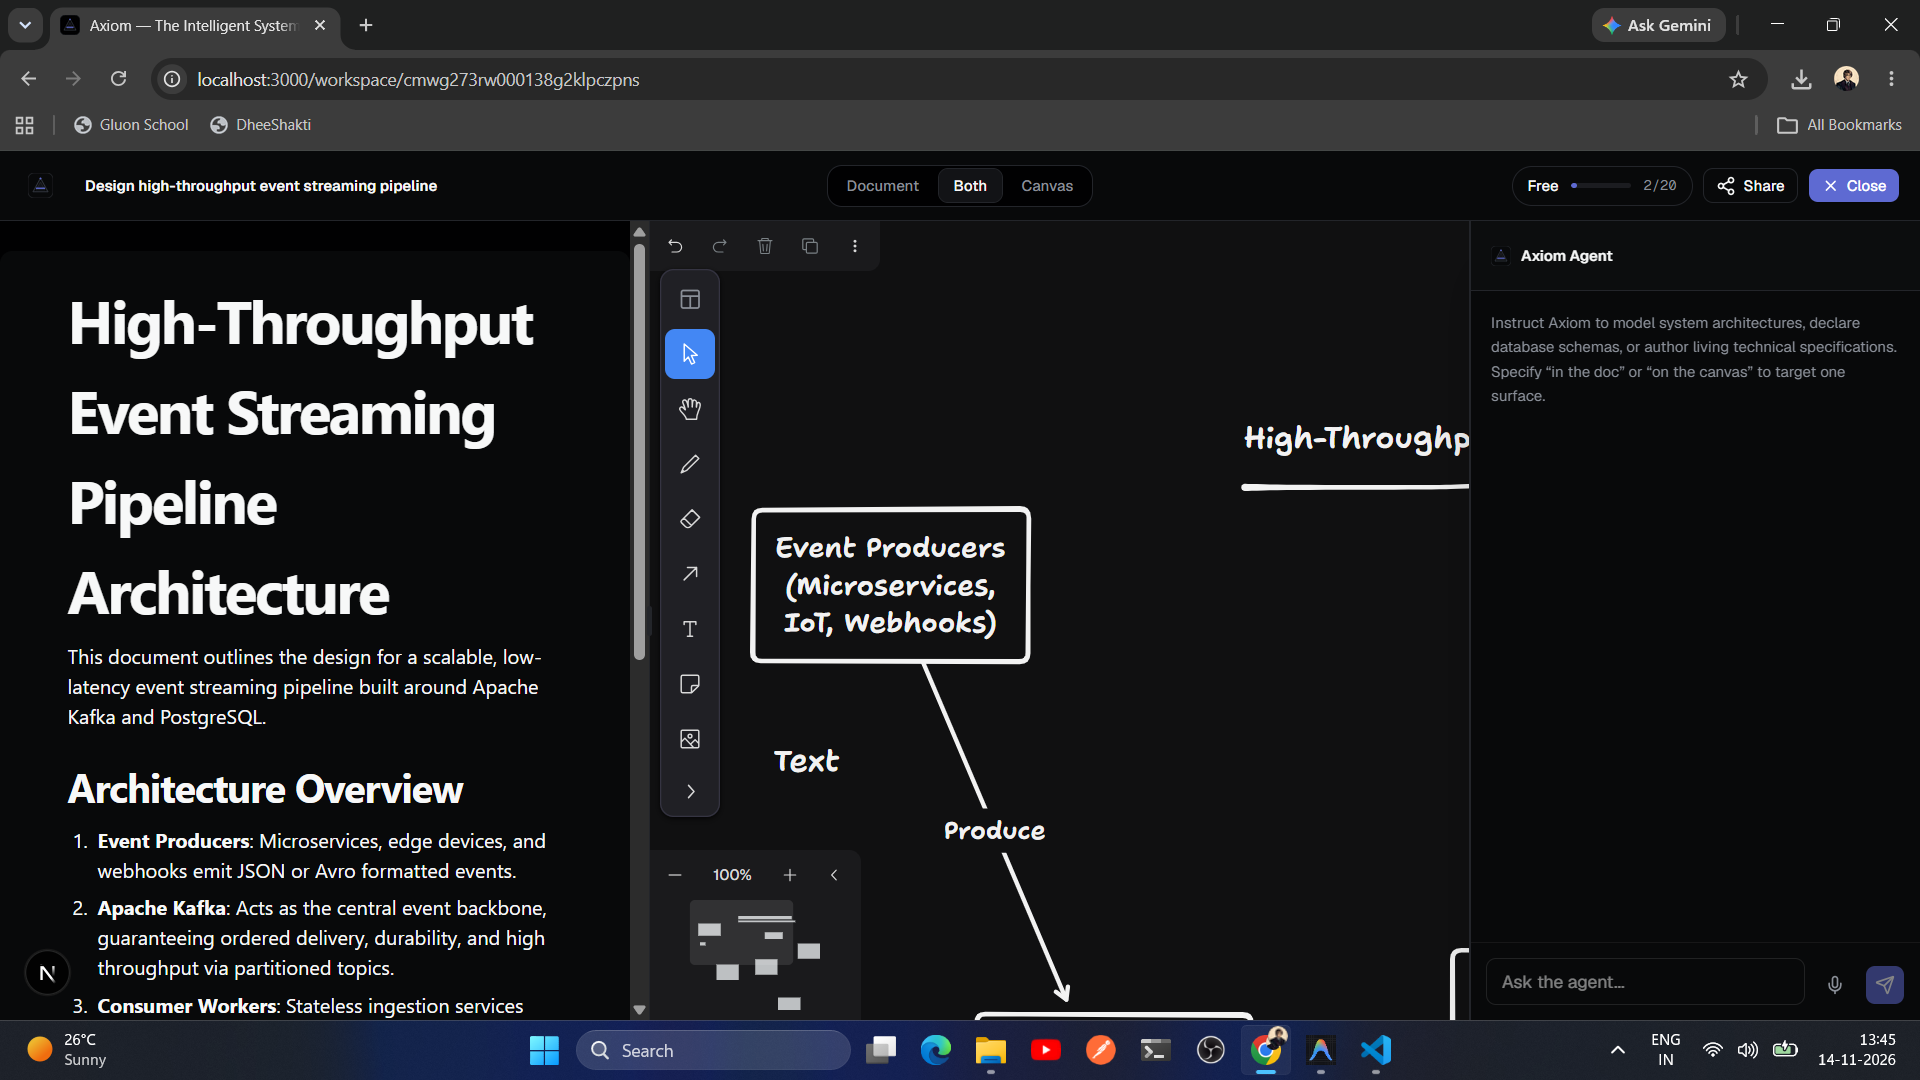 Axiom — The Intelligent System
Ask Gemini
localhost:3000/workspace/cmwg273rw000138g2klpczpns
Gluon School
DheeShakti
All Bookmarks
Design high-throughput event streaming pipeline
Document
Both
Canvas
Free
2/20
Share
Close
High-Throughput
Event Streaming
Pipeline
Architecture
This document outlines the design for a scalable, low-
latency event streaming pipeline built around Apache
Kafka and PostgreSQL.
Architecture Overview
1. Event Producers: Microservices, edge devices, and
webhooks emit JSON or Avro formatted events.
2. Apache Kafka: Acts as the central event backbone,
guaranteeing ordered delivery, durability, and high
throughput via partitioned topics.
3. Consumer Workers: Stateless ingestion services
N
T
High-Throughp
Event Producers
(Microservices,
IoT, Webhooks)
Text
Produce
100%
Axiom Agent
Instruct Axiom to model system architectures, declare
database schemas, or author living technical specifications.
Specify “in the doc” or “on the canvas” to target one
surface.
Ask the agent...
26°C
Sunny
Search
ENG
IN
13:45
14-11-2026